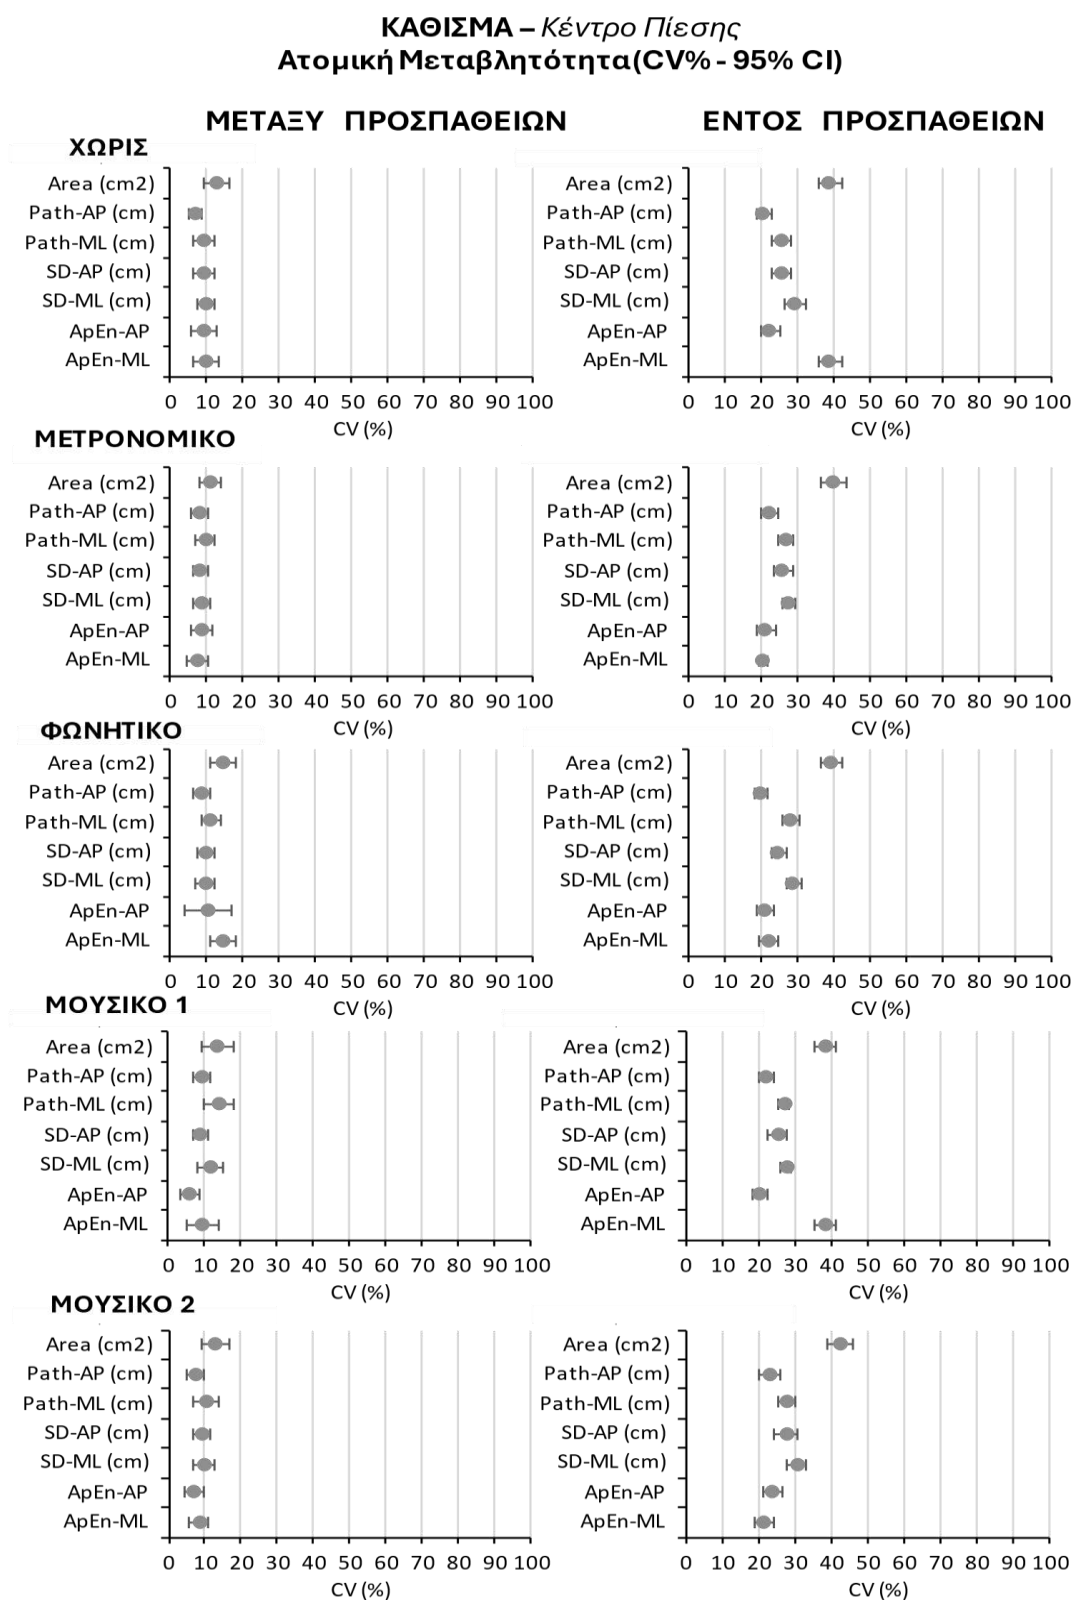 ΚΑΘΙΣΜΑ – Κέντρο Πίεσης
Ατομική Μεταβλητότητα(CV% - 95% CI)
ΜΕΤΑΞΥ ΠΡΟΣΠΑΘΕΙΩΝ
ΕΝΤΟΣ ΠΡΟΣΠΑΘΕΙΩΝ
ΧΩΡΙΣ
Area (cm2)
Path-AP (cm)
Path-ML (cm)
SD-AP (cm)
SD-ML (cm)
ApEn-AP
ApEn-ML
0 10 20 30 40 50 60 70 80 90 100
CV (%)
Area (cm2)
Path-AP (cm)
Path-ML (cm)
SD-AP (cm)
SD-ML (cm)
ApEn-AP
ApEn-ML
0 10 20 30 40 50 60 70 80 90 100
CV (%)
ΜΕΤΡΟΝΟΜΙΚΟ
Area (cm2)
Path-AP (cm)
Path-ML (cm)
SD-AP (cm)
SD-ML (cm)
ApEn-AP
ApEn-ML
0 10 20 30 40 50 60 70 80 90 100
CV (%)
Area (cm2)
Path-AP (cm)
Path-ML (cm)
SD-AP (cm)
SD-ML (cm)
ApEn-AP
ApEn-ML
0 10 20 30 40 50 60 70 80 90 100
CV (%)
ΦΩΝΗΤΙΚΟ
Area (cm2)
Path-AP (cm)
Path-ML (cm)
SD-AP (cm)
SD-ML (cm)
ApEn-AP
ApEn-ML
0 10 20 30 40 50 60 70 80 90 100
CV (%)
Area (cm2)
Path-AP (cm)
Path-ML (cm)
SD-AP (cm)
SD-ML (cm)
ApEn-AP
ApEn-ML
0 10 20 30 40 50 60 70 80 90 100
CV (%)
ΜΟΥΣΙΚΟ 1
Area (cm2)
Path-AP (cm)
Path-ML (cm)
SD-AP (cm)
SD-ML (cm)
ApEn-AP
ApEn-ML
0 10 20 30 40 50 60 70 80 90 100
CV (%)
Area (cm2)
Path-AP (cm)
Path-ML (cm)
SD-AP (cm)
SD-ML (cm)
ApEn-AP
ApEn-ML
0 10 20 30 40 50 60 70 80 90 100
CV (%)
ΜΟΥΣΙΚΟ 2
Area (cm2)
Path-AP (cm)
Path-ML (cm)
SD-AP (cm)
SD-ML (cm)
ApEn-AP
ApEn-ML
0 10 20 30 40 50 60 70 80 90 100
CV (%)
Area (cm2)
Path-AP (cm)
Path-ML (cm)
SD-AP (cm)
SD-ML (cm)
ApEn-AP
ApEn-ML
0 10 20 30 40 50 60 70 80 90 100
CV (%)